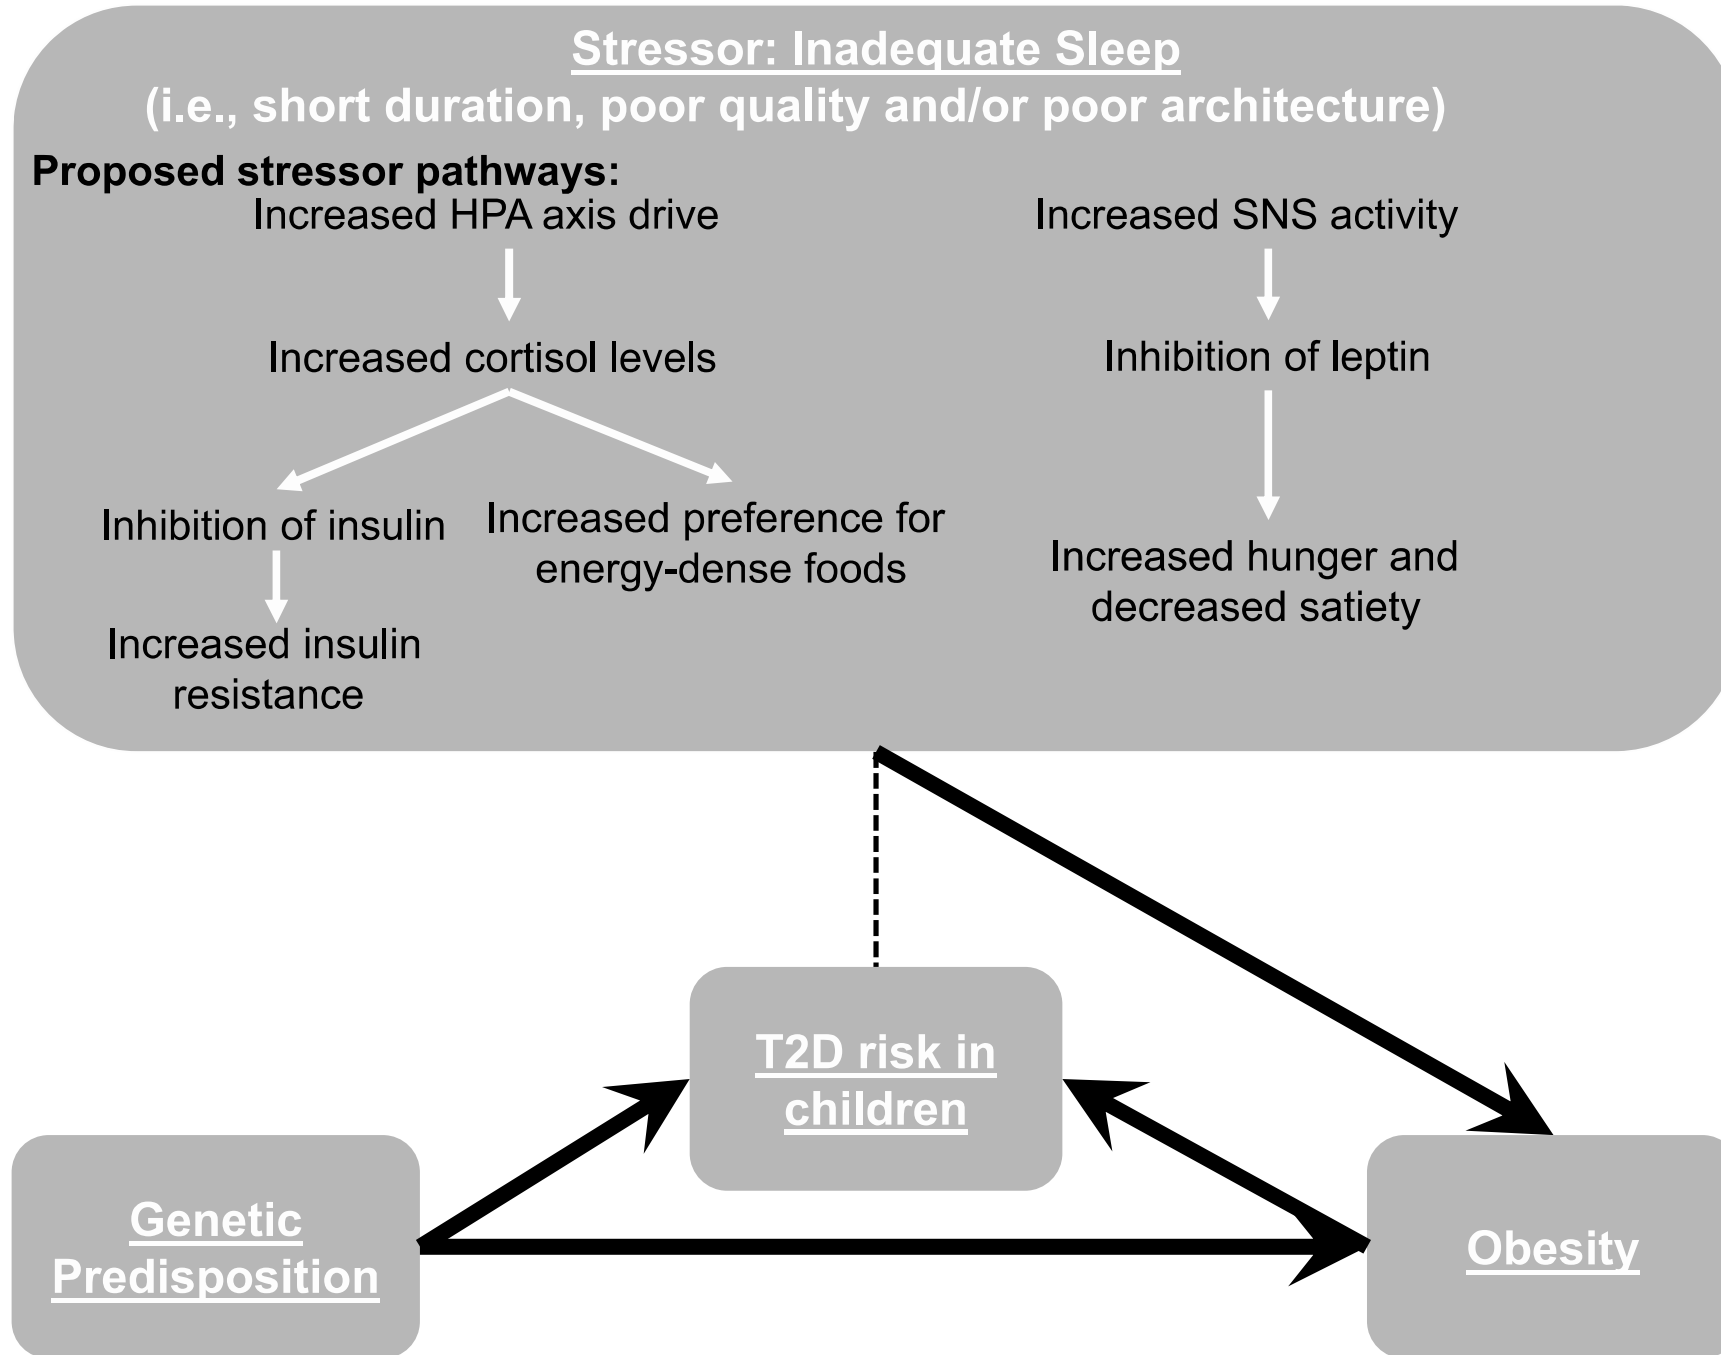 Stressor: Inadequate Sleep
(i.e., short duration, poor quality and/or poor architecture)
Proposed stressor pathways:
Increased HPA axis drive
Increased SNS activity
Increased cortisol levels
Inhibition of leptin
Inhibition of insulin
Increased preference for
energy-dense foods
Increased hunger and
decreased satiety
Increased insulin
resistance
T2D risk in
children
Genetic
Predisposition
Obesity